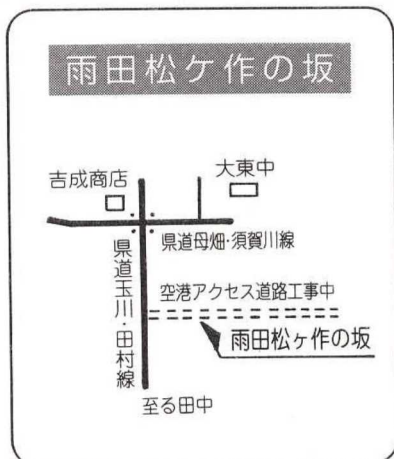 雨田松ケ作の坂
吉成商店
大東中
県道母畑・須賀川線
県道玉川・田村線
空港アクセス道路工事中
雨田松ヶ作の坂
至る田中